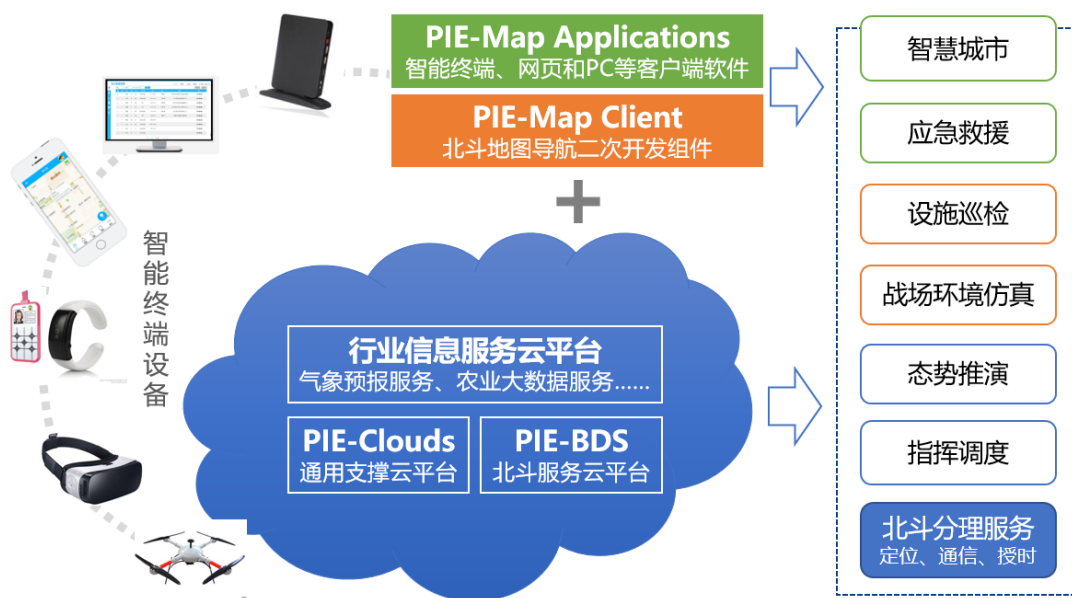 PIE-Map Applications
智能终端、网页和PC等客户端软件
PIE-Map Client
北斗地图导航二次开发组件
智能终端设备
行业信息服务云平台
气象预报服务、农业大数据服务……
PIE-Clouds
通用支撑云平台
PIE-BDS
北斗服务云平台
智慧城市
应急救援
设施巡检
战场环境仿真
态势推演
指挥调度
北斗分理服务
定位、通信、授时